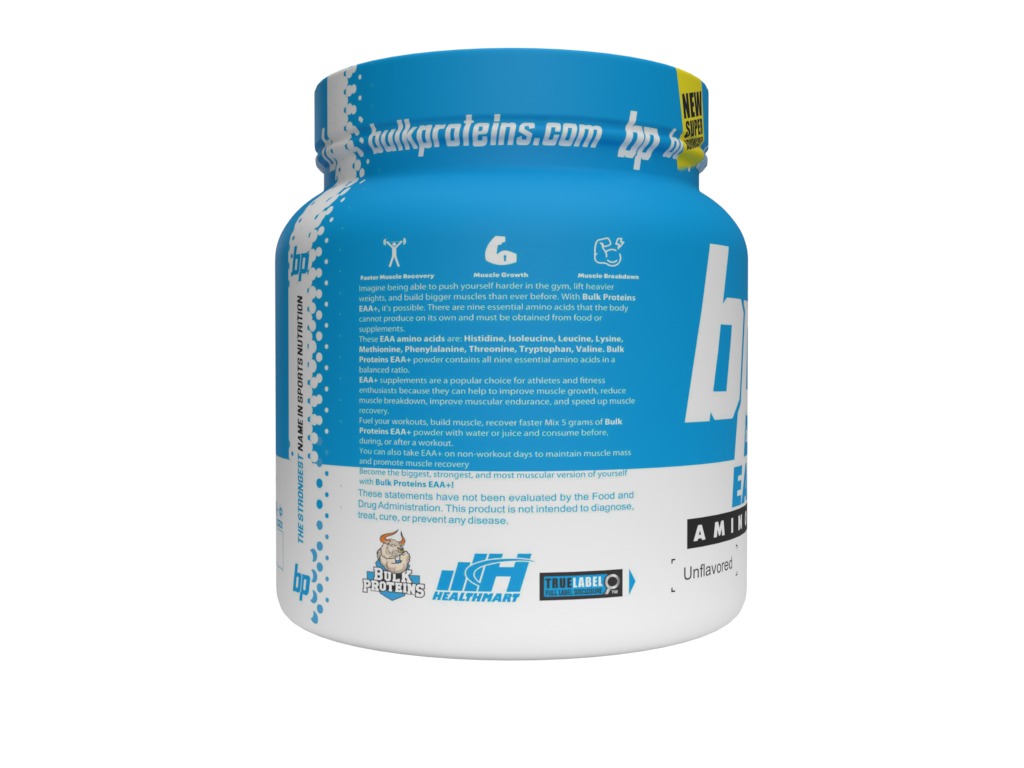 bp
bulkproteins.com
bp
NEW
SUPER
bp
THE STRONGEST NAME IN SPORTS NUTRITION
bp
Faster Muscle Recovery
Muscle Growth
Muscle Breakdown
Imagine being able to push yourself harder in the gym, lift heavier
weights, and build bigger muscles than ever before. With Bulk Proteins
EAA+, it's possible. There are nine essential amino acids that the body
cannot produce on its own and must be obtained from food or
supplements.
These EAA amino acids are: Histidine, Isoleucine, Leucine, Lysine,
Methionine, Phenylalanine, Threonine, Tryptophan, Valine. Bulk
Proteins EAA+ powder contains all nine essential amino acids in a
balanced ratio.
EAA+ supplements are a popular choice for athletes and fitness
enthusiasts because they can help to improve muscle growth, reduce
muscle breakdown, improve muscular endurance, and speed up muscle
recovery.
Fuel your workouts, build muscle, recover faster Mix 5 grams of Bulk
Proteins EAA+ powder with water or juice and consume before,
during, or after a workout.
You can also take EAA+ on non-workout days to maintain muscle mass
and promote muscle recovery
Become the biggest, strongest, and most muscular version of yourself
with Bulk Proteins EAA+!
These statements have not been evaluated by the Food and
Drug Administration. This product is not intended to diagnose,
treat, cure, or prevent any disease.
BULK
PROTEINS
H
HEALTHMART
TRUELABEL
FULL LABEL DISCLOSURE
TM
b
EA
AMINO
Unflavored